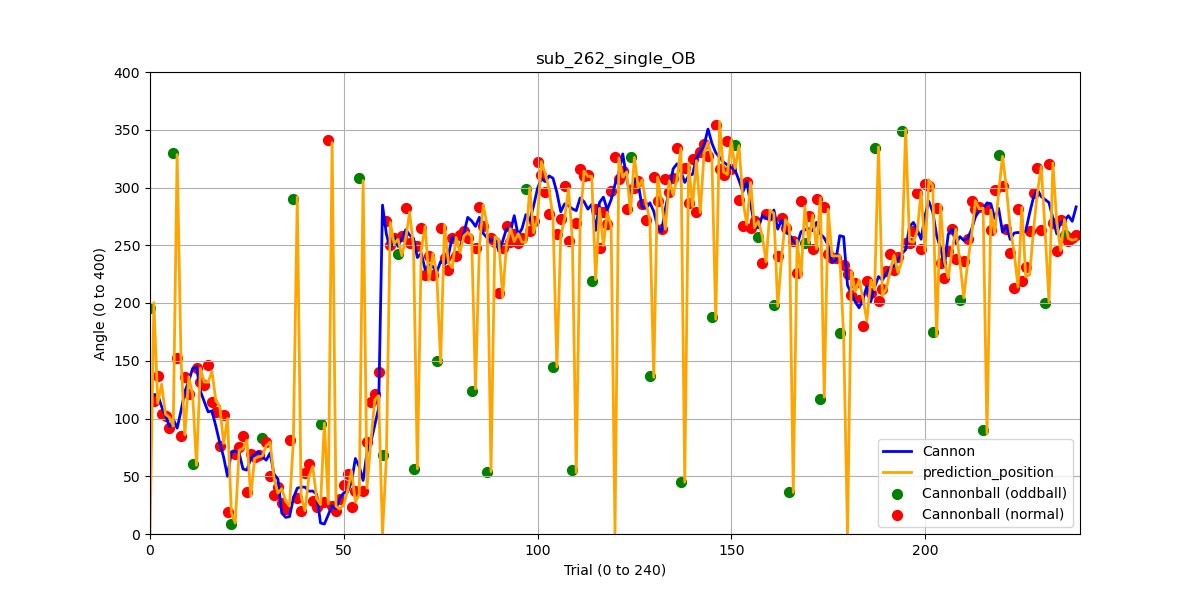 sub_262_single_OB
400
350
300
250
200
150
100
50
0
Angle (0 to 400)
Cannon
prediction_position
Cannonball (oddball)
Cannonball (normal)
0 50 100 150 200
Trial (0 to 240)